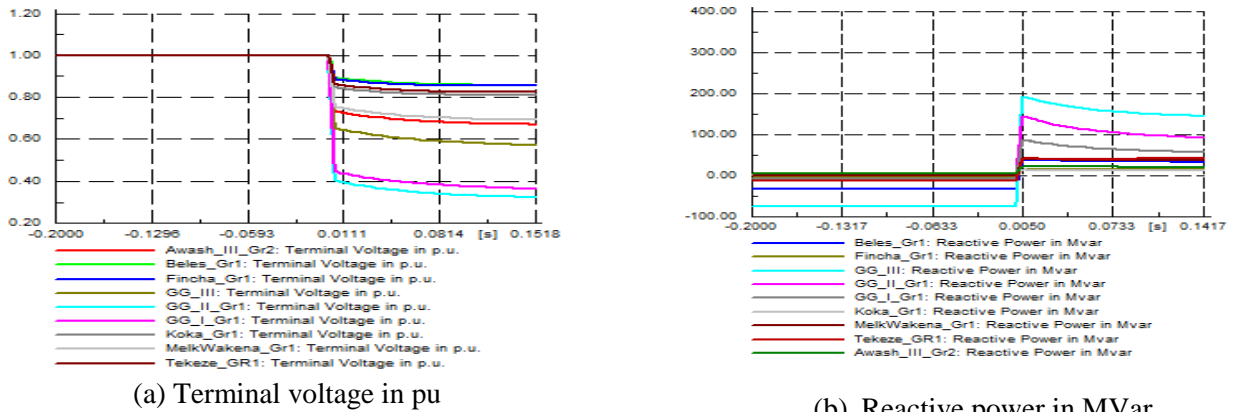 1.20
1.00
0.80
0.60
0.40
0.20
-0.2000 -0.1296 -0.0593 0.0111 0.0814 [s] 0.1518
Awash_III_Gr2: Terminal Voltage in p.u.
Beles_Gr1: Terminal Voltage in p.u.
Fincha_Gr1: Terminal Voltage in p.u.
GG_III: Terminal Voltage in p.u.
GG_II_Gr1: Terminal Voltage in p.u.
GG_I_Gr1: Terminal Voltage in p.u.
Koka_Gr1: Terminal Voltage in p.u.
MelkWakena_Gr1: Terminal Voltage in p.u.
Tekeze_GR1: Terminal Voltage in p.u.
(a) Terminal voltage in pu
400.00
300.00
200.00
100.00
0.00
-100.00
-0.2000 -0.1317 -0.0633 0.0050 0.0733 [s] 0.1417
Beles_Gr1: Reactive Power in Mvar
Fincha_Gr1: Reactive Power in Mvar
GG_III: Reactive Power in Mvar
GG_II_Gr1: Reactive Power in Mvar
GG_I_Gr1: Reactive Power in Mvar
Koka_Gr1: Reactive Power in Mvar
MelkWakena_Gr1: Reactive Power in Mvar
Tekeze_GR1: Reactive Power in Mvar
Awash_III_Gr2: Reactive Power in Mvar
(b) Reactive power in MVar